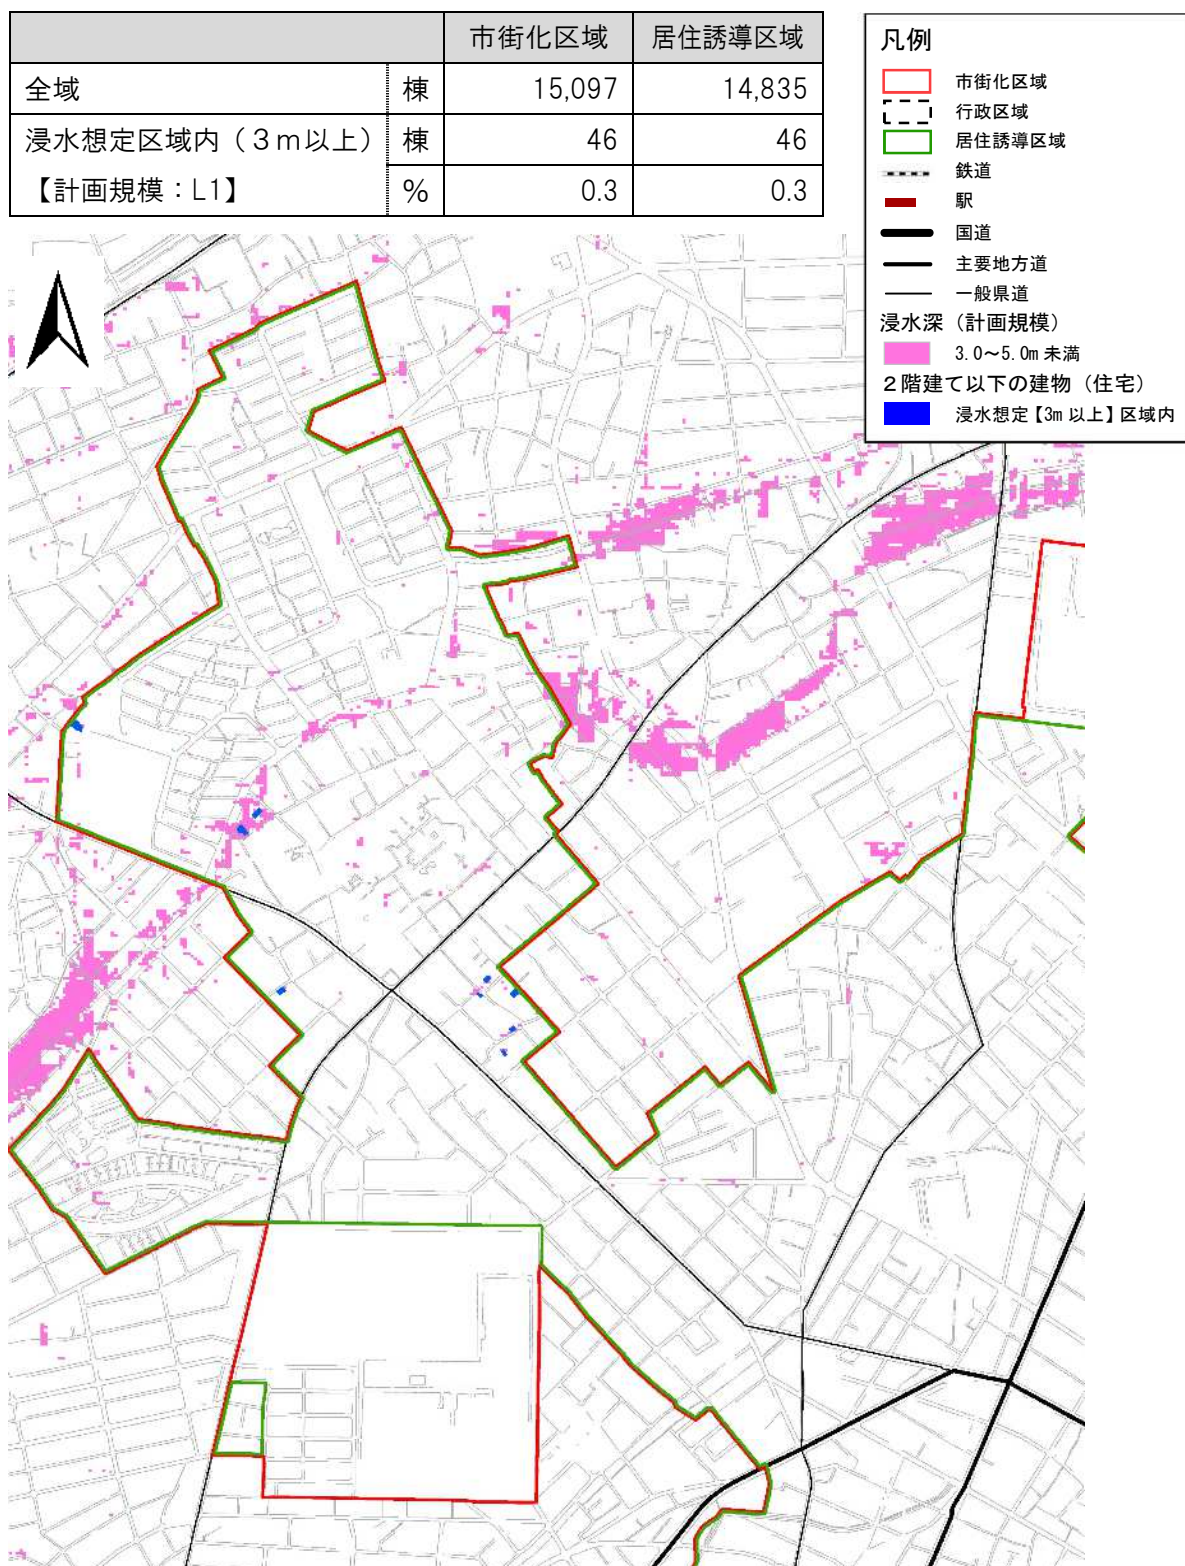 市街化区域 居住誘導区域
全域 棟 15,097 14,835
浸水想定区域内（３ｍ以上） 棟 46 46
【計画規模：L1】 % 0.3 0.3
凡例
市街化区域
行政区域
居住誘導区域
鉄道
駅
国道
主要地方道
一般県道
浸水深（計画規模）
3.0～5.0m 未満
２階建て以下の建物（住宅）
浸水想定【3m 以上】区域内